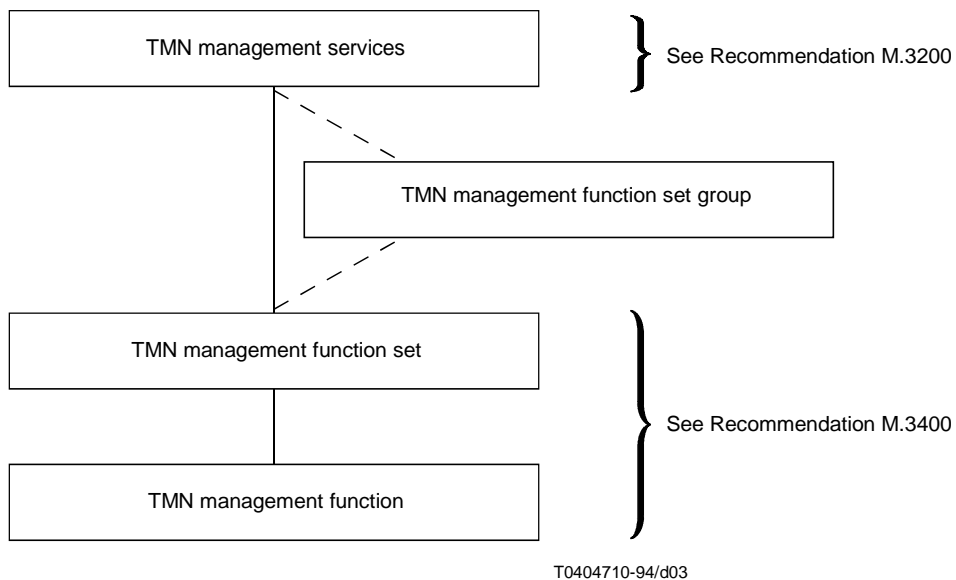 TMN management services
See Recommendation M.3200
TMN management function set group
TMN management function set
See Recommendation M.3400
TMN management function
T0404710-94/d03